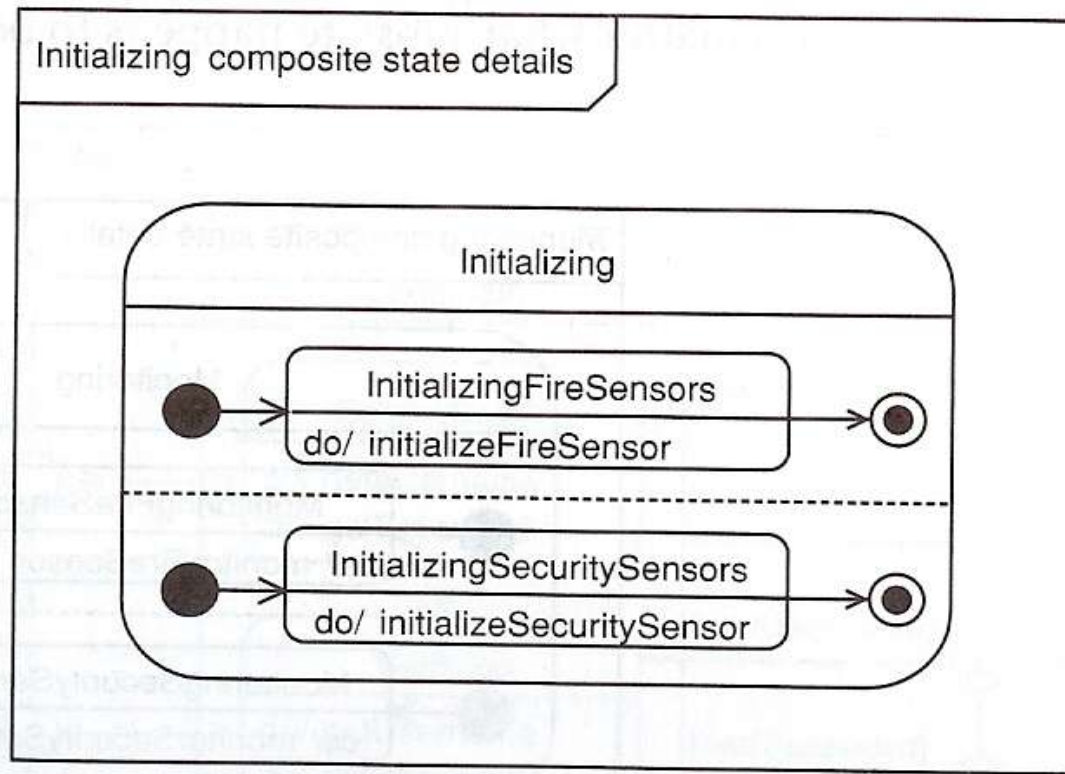 Initializing composite state details
Initializing
InitializingFireSensors
do/ initializeFireSensor
InitializingSecuritySensors
do/ initializeSecuritySensor